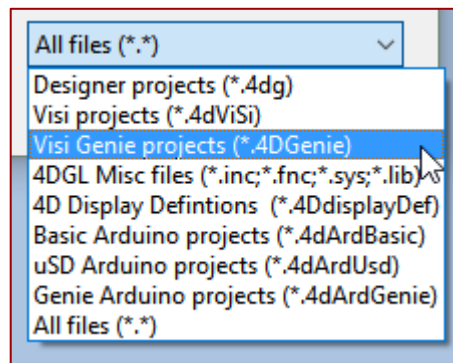 All files (*.*)
Designer projects (*.4dg)
Visi projects (*.4dViSi)
Visi Genie projects (*.4DGenie)
4DGL Misc files (*.inc;*.fnc;*.sys;*.lib)
4D Display Defintions  (*.4DdisplayDef)
Basic Arduino projects (*.4dArdBasic)
uSD Arduino projects (*.4dArdUsd)
Genie Arduino projects (*.4dArdGenie)
All files (*.*)